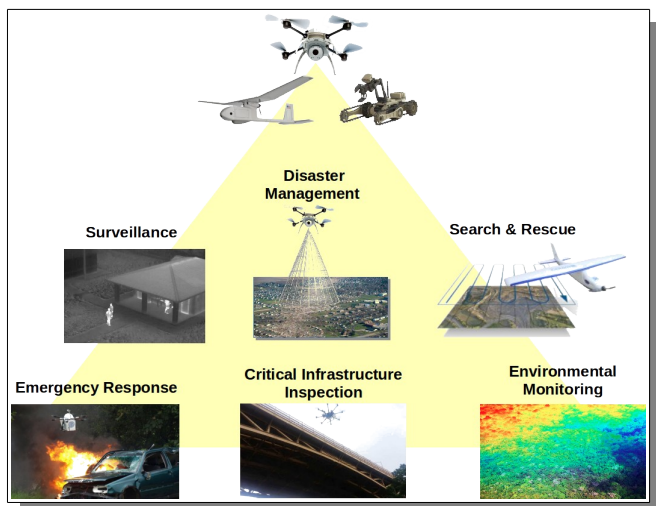 Disaster
Management
Surveillance
Search & Rescue
Emergency Response
Critical Infrastructure
Inspection
Environmental
Monitoring